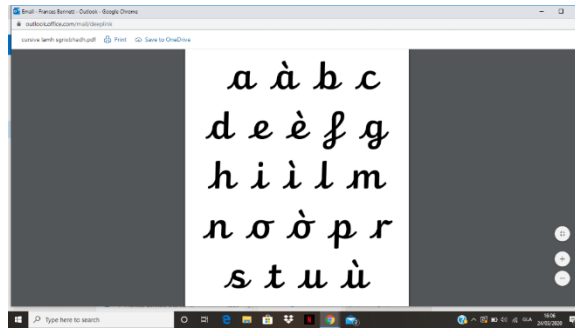 Email - Frances Bennett - Outlook - Google Chrome
outlook.office.com/mail/deeplink
cursive lamh sgriobhadh.pdf Print Save to OneDrive
a à b c
d e è f g
h i ì l m
n o ò p r
s t u ù
Type here to search
GLA
16:06
24/03/2020